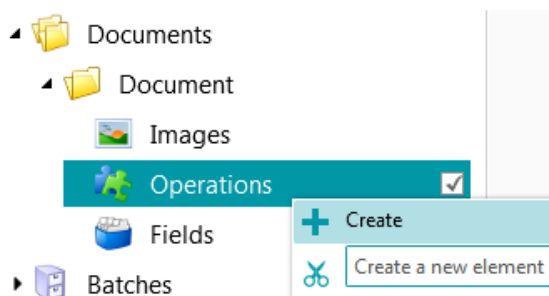 Documents
Document
Images
Operations
Fields
Create
Create a new element
Batches